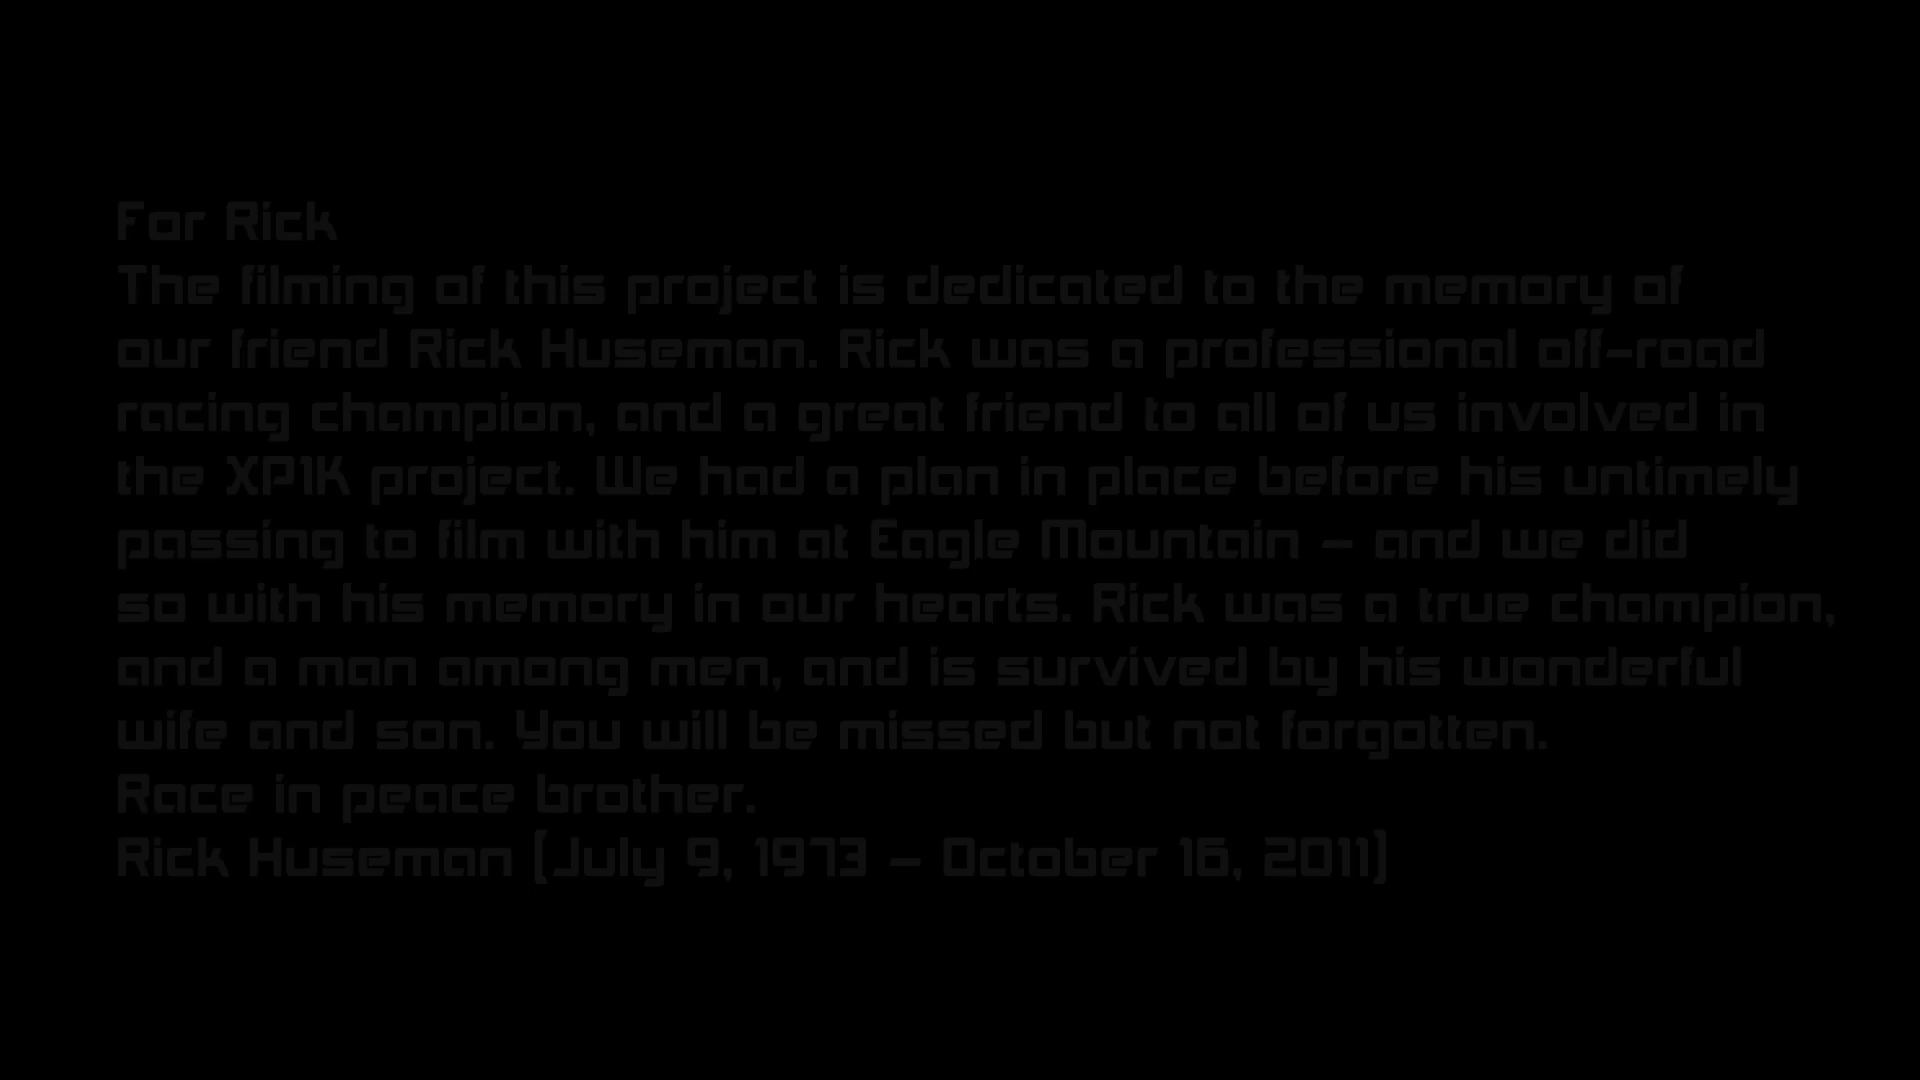 For Rick
The filming of this project is dedicated to the memory of
our friend Rick Huseman. Rick was a professional off-road
racing champion, and a great friend to all of us involved in
the XP1K project. We had a plan in place before his untimely
passing to film with him at Eagle Mountain – and we did
so with his memory in our hearts. Rick was a true champion,
and a man among men, and is survived by his wonderful
wife and son. You will be missed but not forgotten.
Race in peace brother.
Rick Huseman (July 9, 1973 – October 16, 2011)